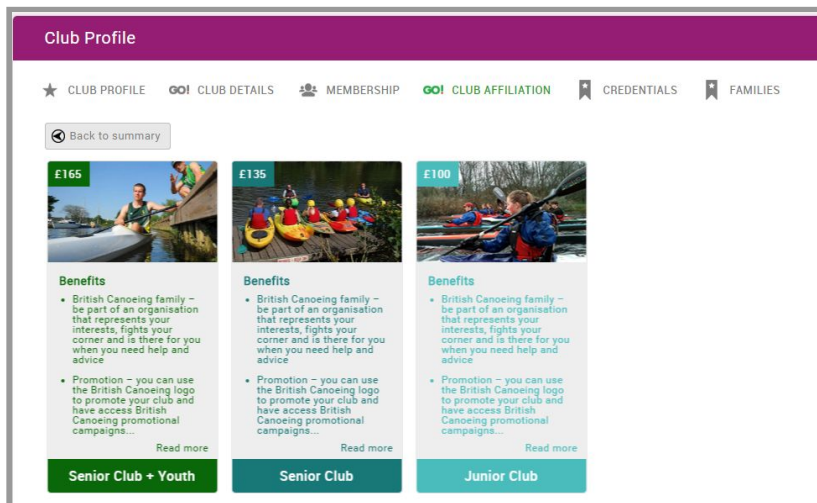 Club Profile
CLUB PROFILE
GO! CLUB DETAILS
MEMBERSHIP
GO! CLUB AFFILIATION
CREDENTIALS
FAMILIES
Back to summary
£165
Benefits
• British Canoeing family –
be part of an organisation
that represents your
interests, fights your
corner and is there for you
when you need help and
advice
• Promotion – you can use
the British Canoeing logo
to promote your club and
have access British
Canoeing promotional
campaigns...
Read more
Senior Club + Youth
£135
Benefits
• British Canoeing family –
be part of an organisation
that represents your
interests, fights your
corner and is there for you
when you need help and
advice
• Promotion – you can use
the British Canoeing logo
to promote your club and
have access British
Canoeing promotional
campaigns...
Read more
Senior Club
£100
Benefits
• British Canoeing family –
be part of an organisation
that represents your
interests, fights your
corner and is there for you
when you need help and
advice
• Promotion – you can use
the British Canoeing logo
to promote your club and
have access British
Canoeing promotional
campaigns...
Read more
Junior Club